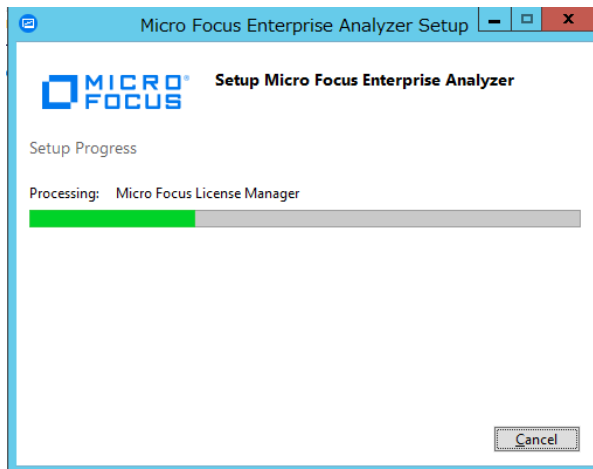 Micro Focus Enterprise Analyzer Setup
MICRO®
FOCUS
Setup Micro Focus Enterprise Analyzer
Setup Progress
Processing: Micro Focus License Manager
Cancel